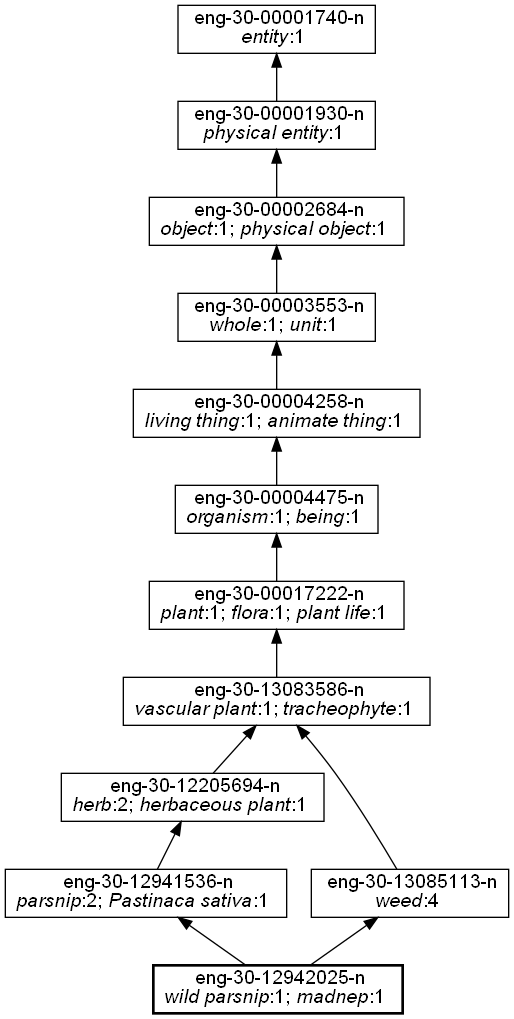 eng-30-00001740-n
entity:1
eng-30-00001930-n
physical entity:1
eng-30-00002684-n
object:1; physical object:1
eng-30-00003553-n
whole:1; unit:1
eng-30-00004258-n
living thing:1; animate thing:1
eng-30-00004475-n
organism:1; being:1
eng-30-00017222-n
plant:1; flora:1; plant life:1
eng-30-13083586-n
vascular plant:1; tracheophyte:1
eng-30-12205694-n
herb:2; herbaceous plant:1
eng-30-12941536-n
parsnip:2; Pastinaca sativa:1
eng-30-13085113-n
weed:4
eng-30-12942025-n
wild parsnip:1; madnep:1